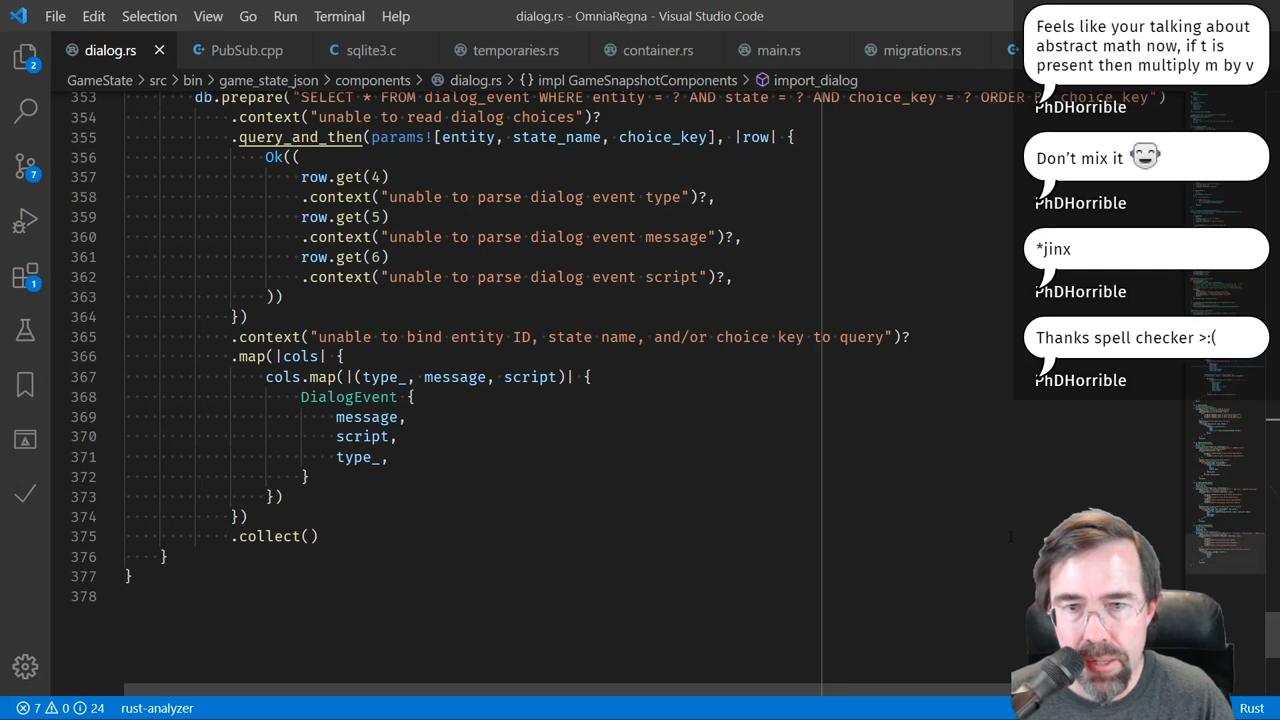 File Edit Selection View Go Run Terminal Help dialog.rs - OmniaRegna - Visual Studio Code
dialog.rs PubSub.cpp sqlite3.c temporaries.rs container.rs main.rs migrations.rs
GameState > src > bin > game_state_json > components > dialog.rs > {} impl GameSnapshotComponents > import_dialog
353 db.prepare("SELECT * FROM dialog_event WHERE entity = ? AND state = ? AND choice_key = ? ORDER choice_key")
354 .context("unable to read dialog choices")?
355 .query_and_then(params![entity, state_name, choice_key], |row| {
356 Ok((
357 row.get(4)
358 .context("unable to parse dialog event type")?,
359 row.get(5)
360 .context("unable to parse dialog event message")?,
361 row.get(6)
362 .context("unable to parse dialog event script")?,
363 ))
364 })
365 .context("unable to bind entity ID, state name, and/or choice key to query")?
366 .map(|cols| {
367 cols.map(|(type_, message, script)| {
368 DialogEvent {
369 message,
370 script,
371 type_,
372 }
373 })
374 })
375 .collect()
376 }
377 }
378
2
7
1
7 0 24 rust-analyzer
Rust
Feels like your talking about
abstract math now, if t is
present then multiply m by v
PhDHorrible
Don't mix it
PhDHorrible
*jinx
PhDHorrible
Thanks spell checker >:(
PhDHorrible